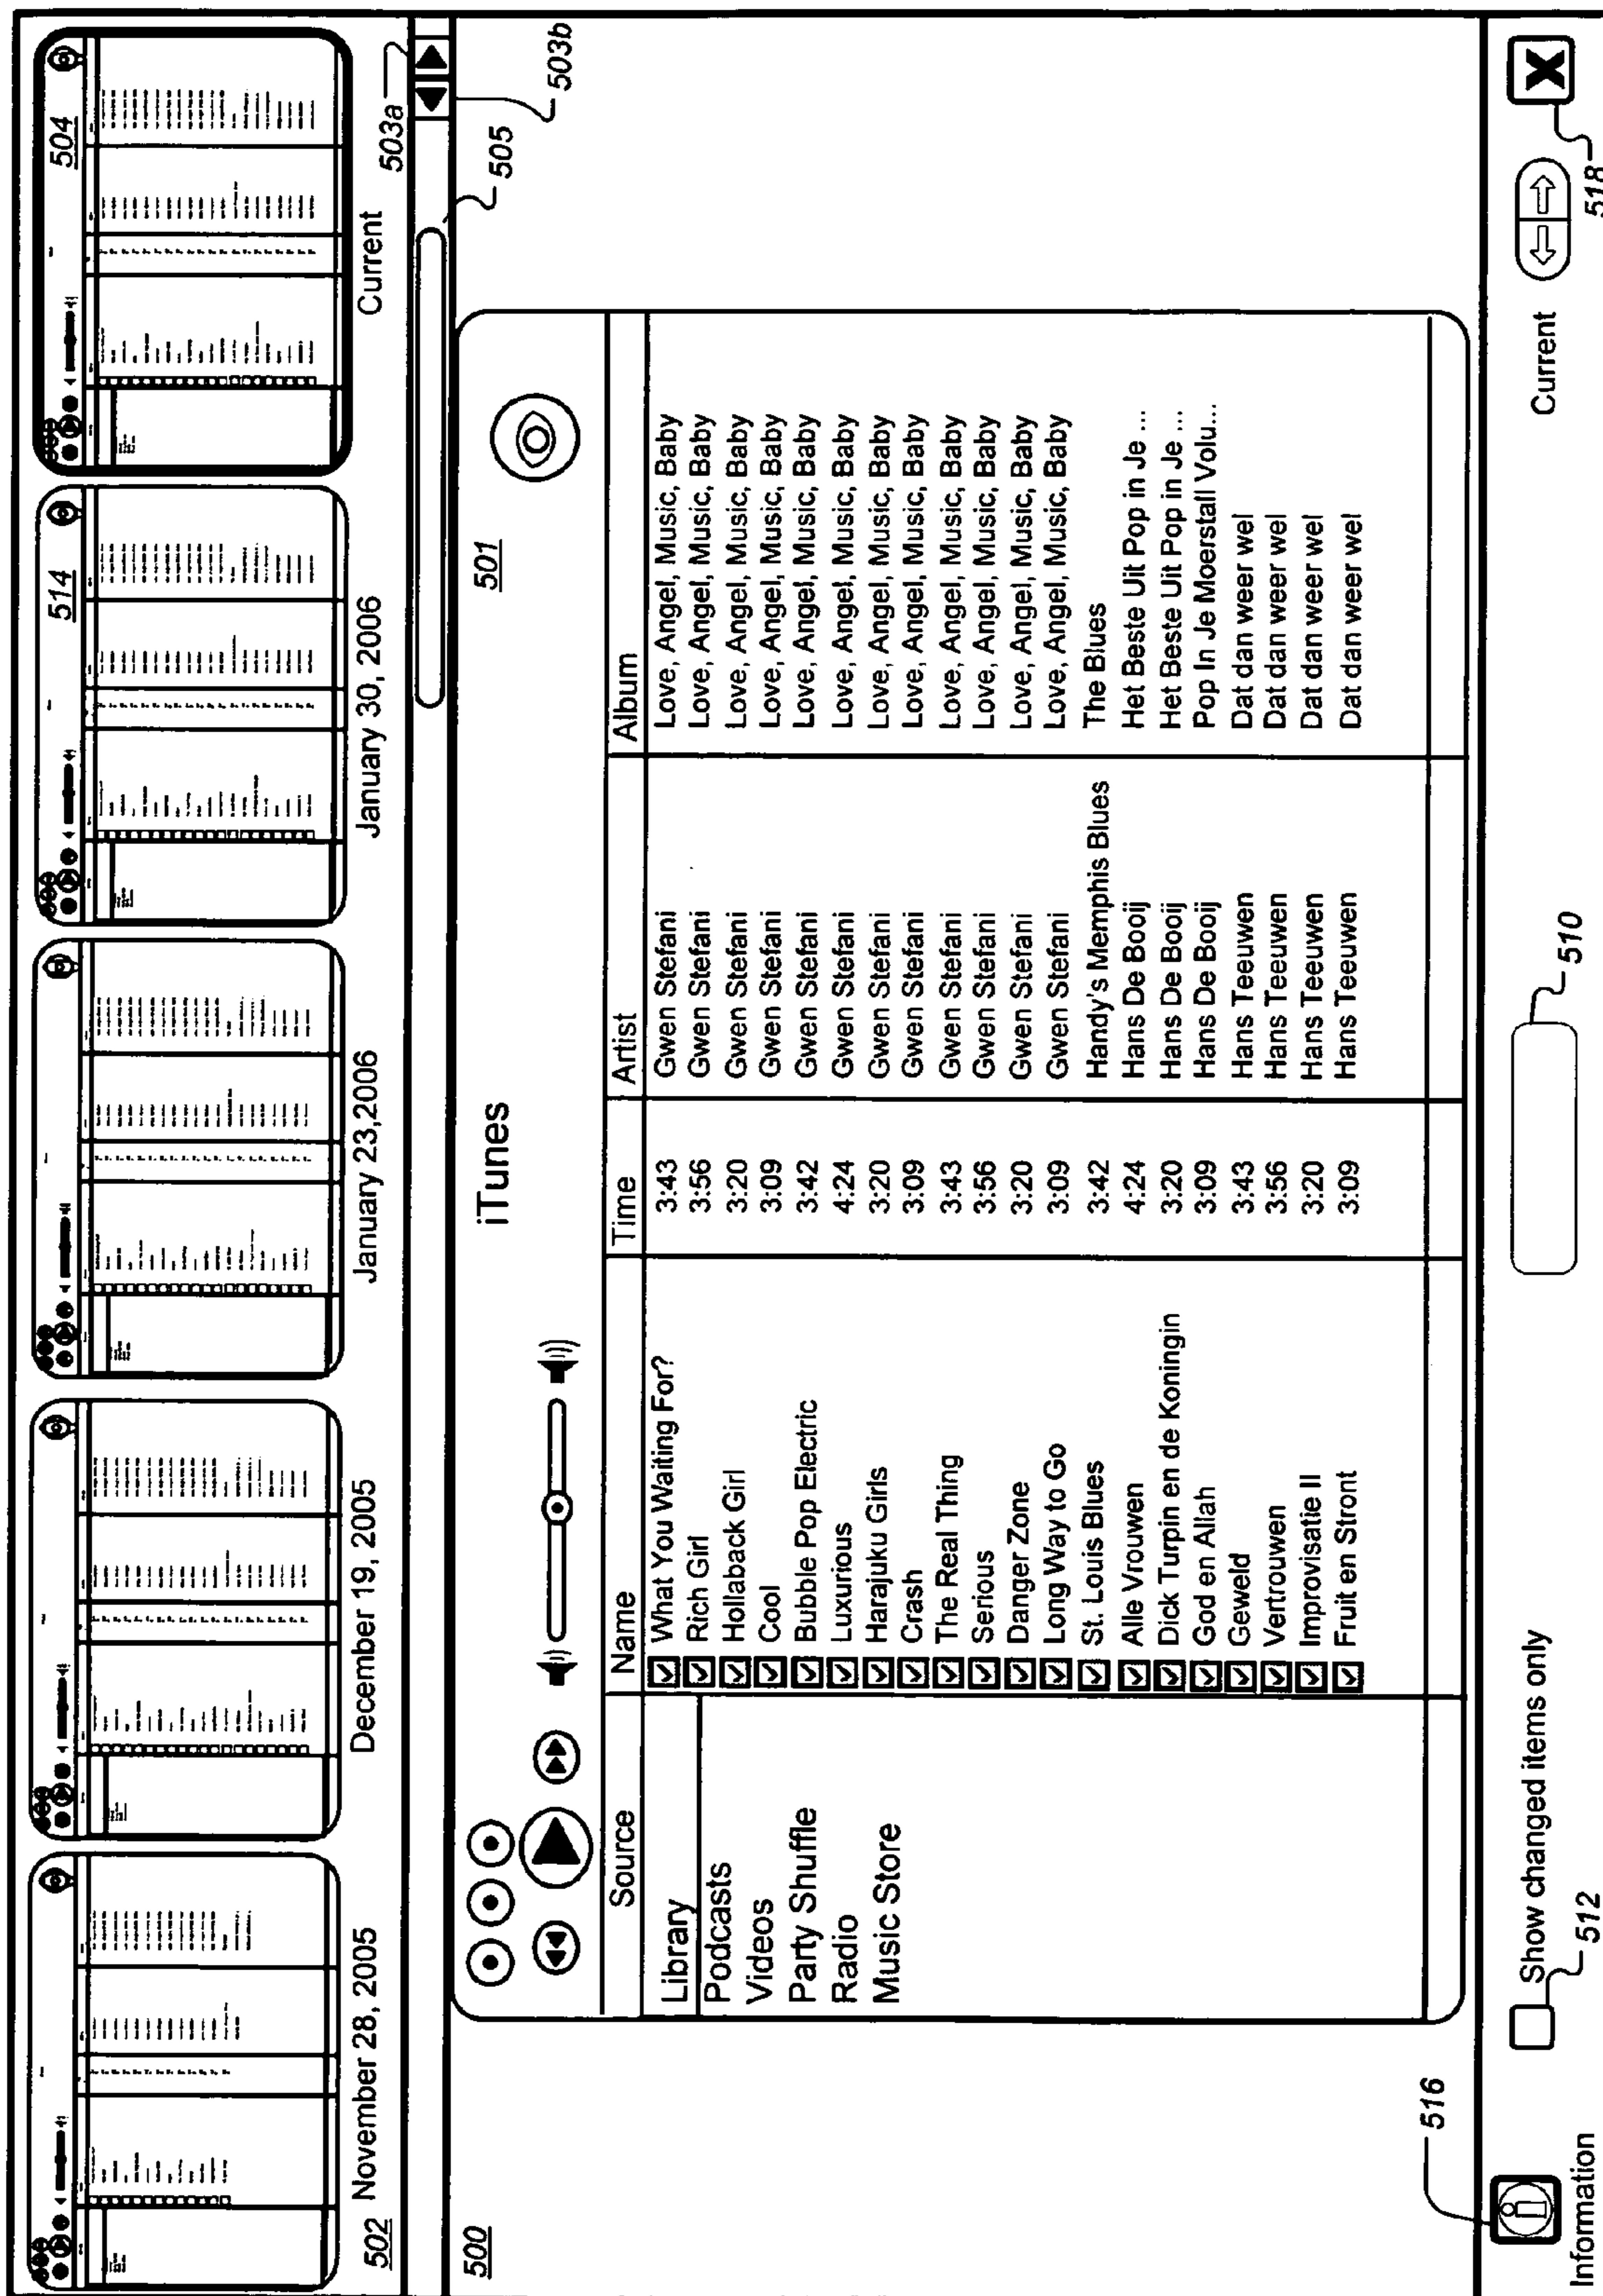 504
514
502
November 28, 2005
December 19, 2005
January 23,2006
January 30, 2006
Current
503a
503b
505
500
501
iTunes
Source Name Time Artist Album
Library
Podcasts
Videos
Party Shuffle
Radio
Music Store
What You Waiting For? 3:43 Gwen Stefani Love, Angel, Music, Baby
Rich Girl 3:56 Gwen Stefani Love, Angel, Music, Baby
Hollaback Girl 3:20 Gwen Stefani Love, Angel, Music, Baby
Cool 3:09 Gwen Stefani Love, Angel, Music, Baby
Bubble Pop Electric 3:42 Gwen Stefani Love, Angel, Music, Baby
Luxurious 4:24 Gwen Stefani Love, Angel, Music, Baby
Harajuku Girls 3:20 Gwen Stefani Love, Angel, Music, Baby
Crash 3:09 Gwen Stefani Love, Angel, Music, Baby
The Real Thing 3:43 Gwen Stefani Love, Angel, Music, Baby
Serious 3:56 Gwen Stefani Love, Angel, Music, Baby
Danger Zone 3:20 Gwen Stefani Love, Angel, Music, Baby
Long Way to Go 3:09 Gwen Stefani Love, Angel, Music, Baby
St. Louis Blues 3:42 Handy's Memphis Blues The Blues
Alle Vrouwen 4:24 Hans De Booij Het Beste Uit Pop in Je ...
Dick Turpin en de Koningin 3:20 Hans De Booij Het Beste Uit Pop in Je ...
God en Allah 3:09 Hans De Booij Pop In Je Moerstall Volu...
Geweld 3:43 Hans Teeuwen Dat dan weer wel
Vertrouwen 3:56 Hans Teeuwen Dat dan weer wel
Improvisatie II 3:20 Hans Teeuwen Dat dan weer wel
Fruit en Stront 3:09 Hans Teeuwen Dat dan weer wel
516
Information
Show changed items only
512
510
Current
X
518